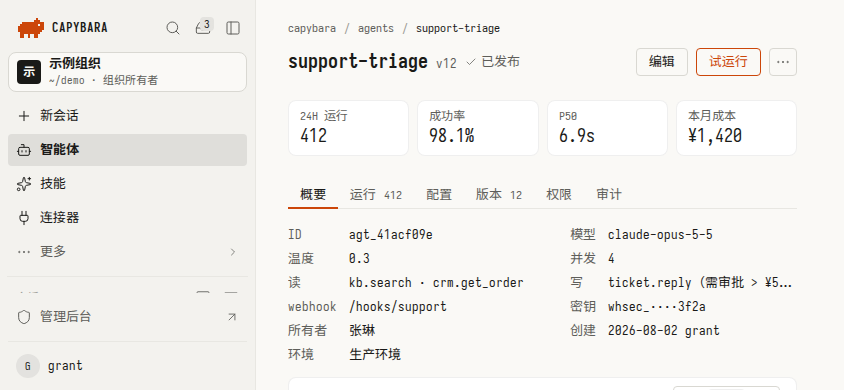 CAPYBARA
3
示
示例组织
~/demo · 组织所有者
新会话
智能体
技能
连接器
更多
管理后台
G
grant
capybara / agents / support-triage
support-triage v12 已发布
编辑
试运行
24H 运行
412
成功率
98.1%
P50
6.9s
本月成本
¥1,420
概要
运行 412
配置
版本 12
权限
审计
ID agt_41acf09e
模型 claude-opus-5-5
温度 0.3
并发 4
读 kb.search · crm.get_order
写 ticket.reply (需审批 > ¥5...
webhook /hooks/support
密钥 whsec_····3f2a
所有者 张琳
创建 2026-08-02 grant
环境 生产环境